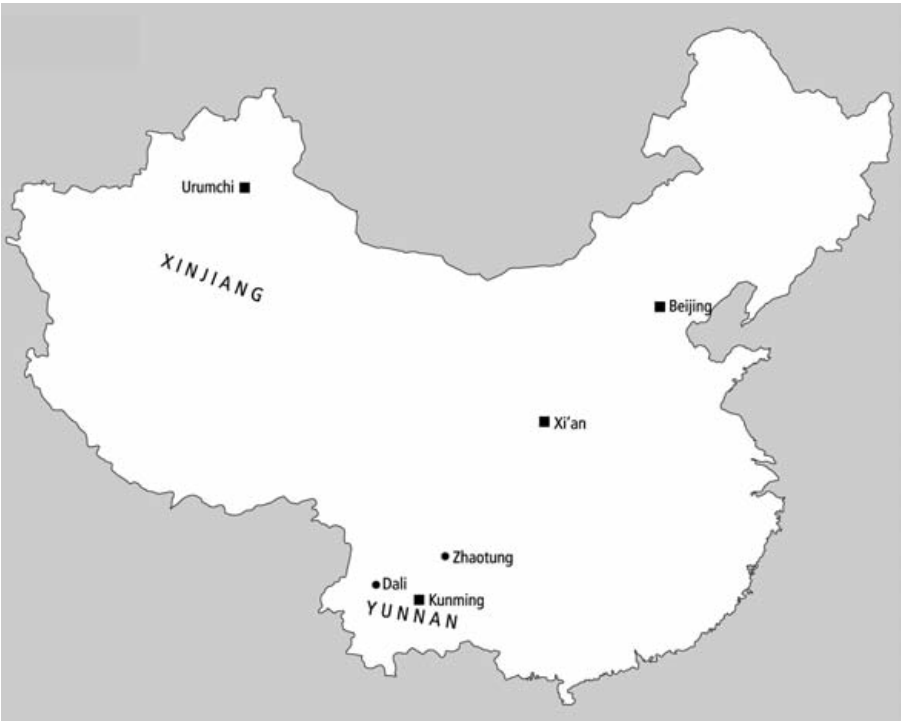 Urumchi
XINJIANG
Beijing
Xi'an
Zhaotung
Dali
Kunming
YUNNAN